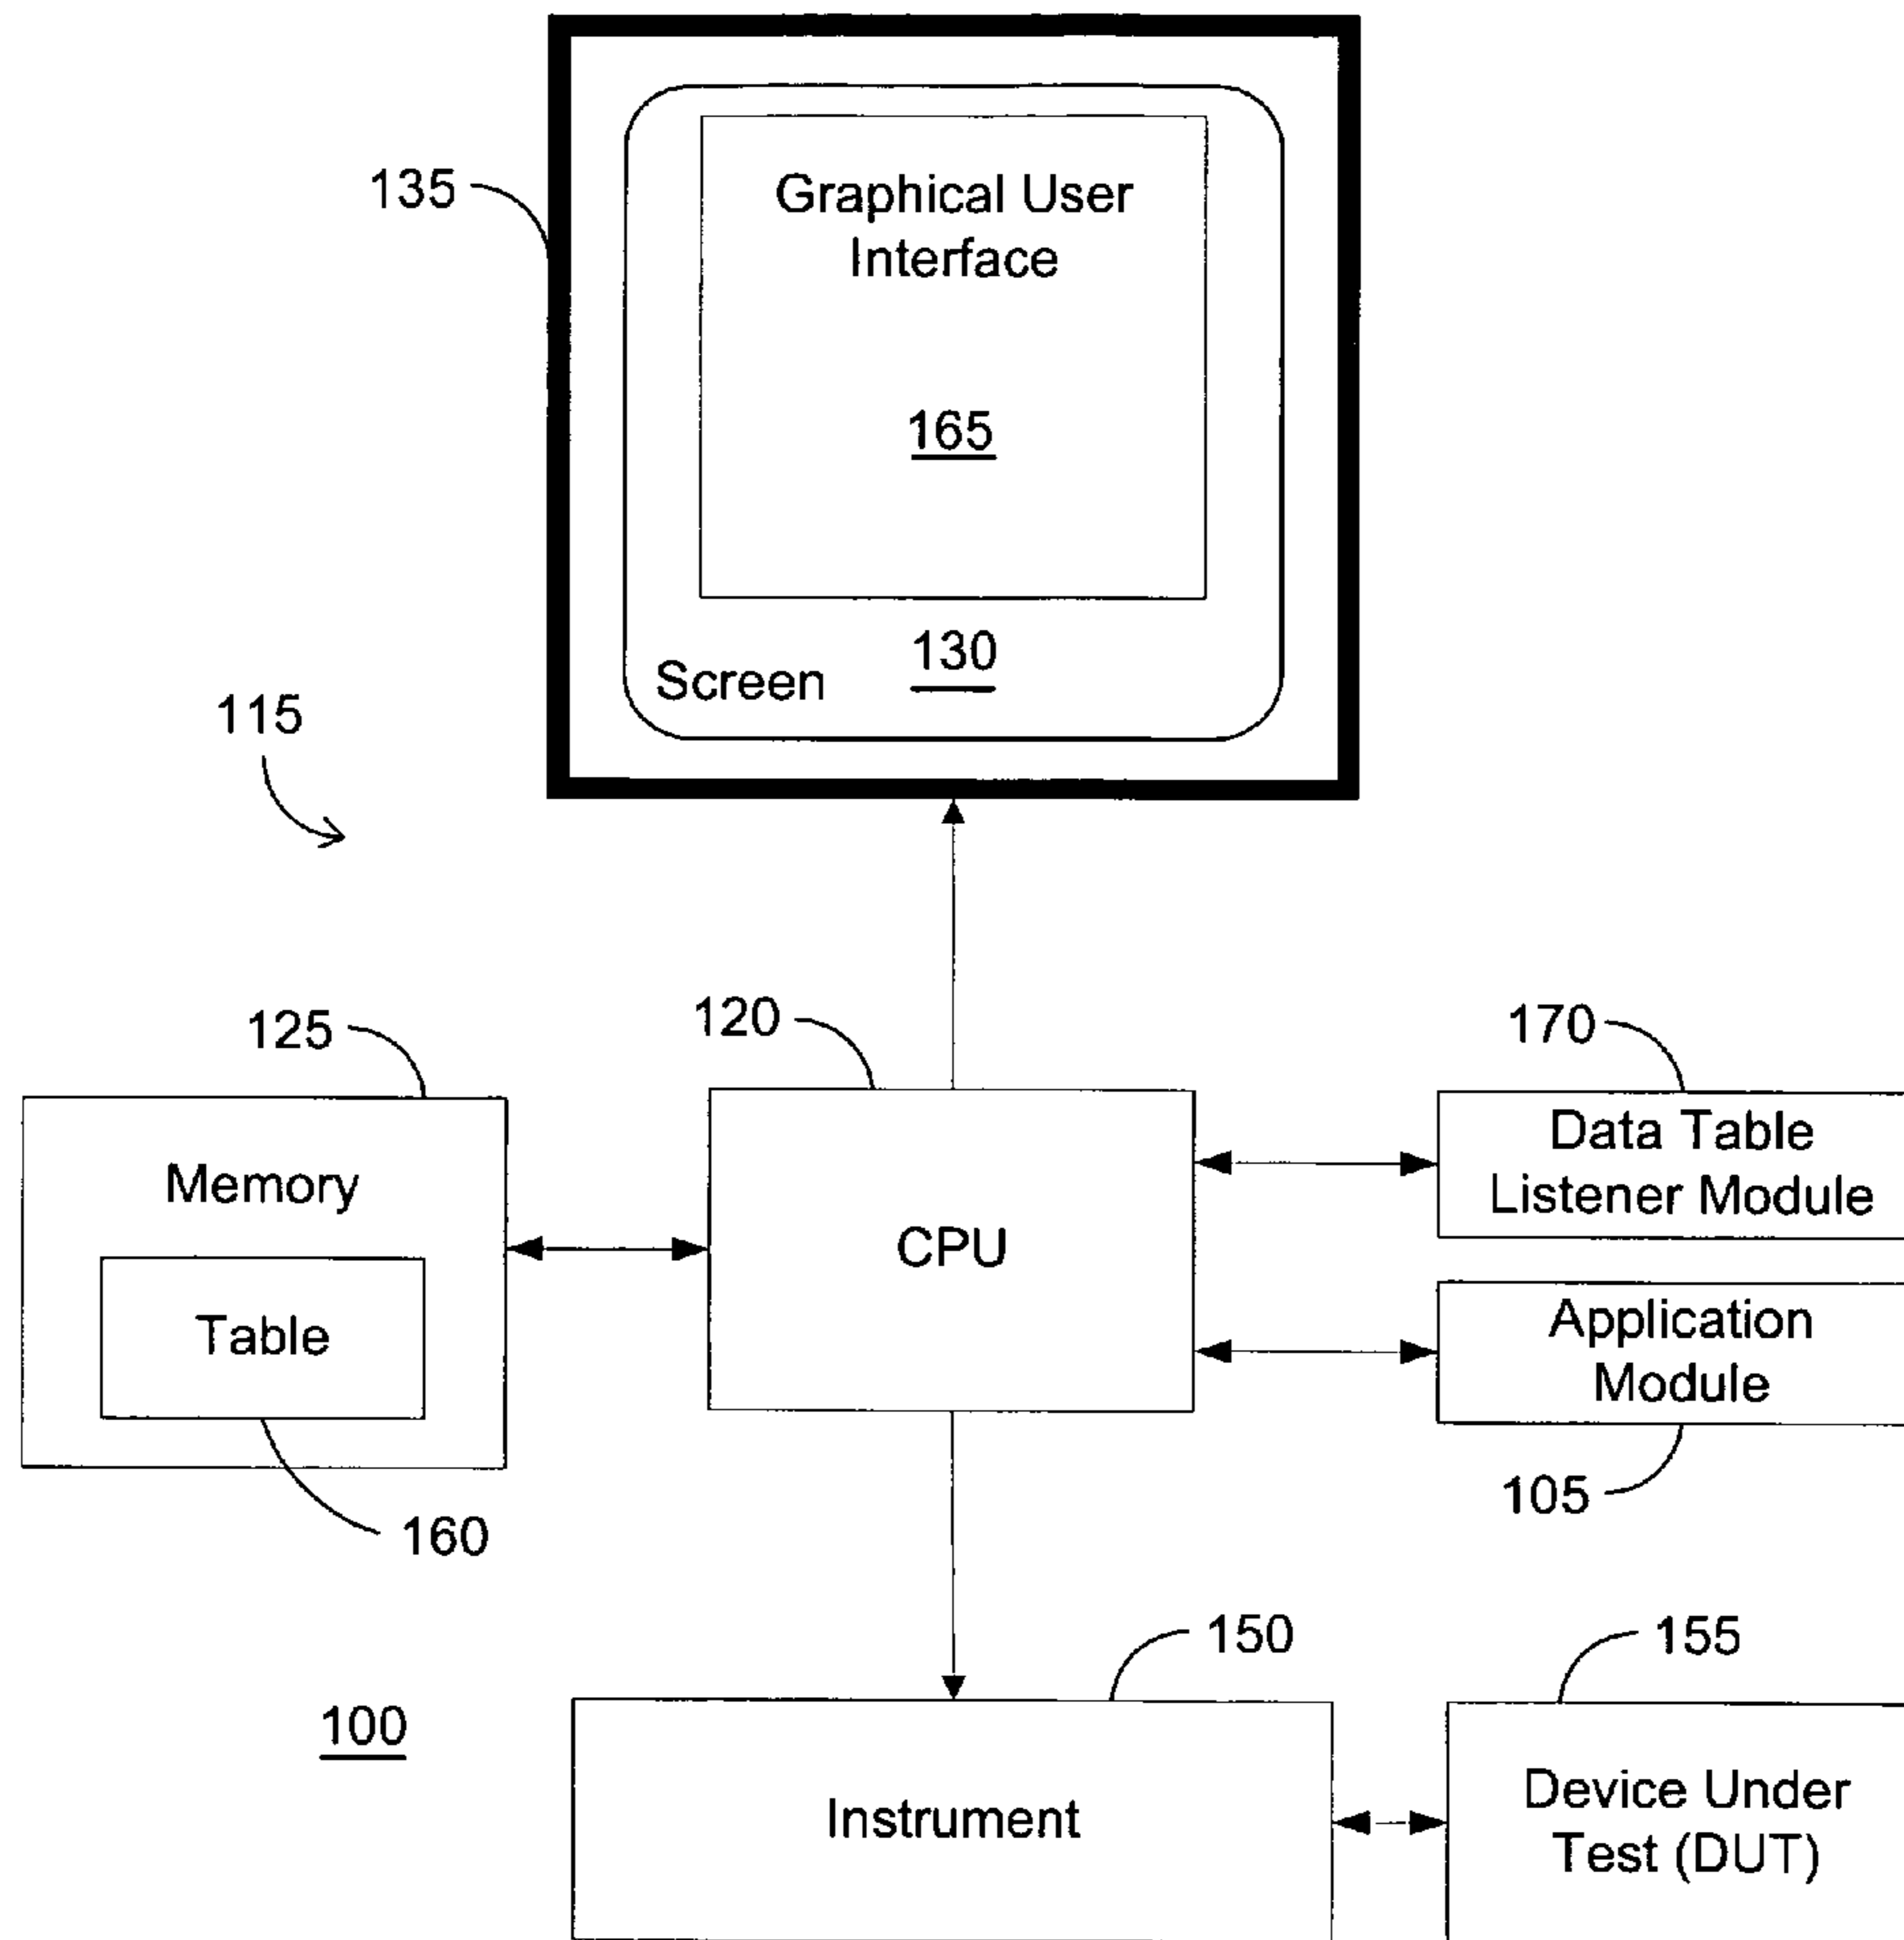 135
Graphical User
Interface
165
130
Screen
115
125
120
170
Memory
Table
CPU
Data Table
Listener Module
Application
Module
160
105
100
150
155
Instrument
Device Under
Test (DUT)